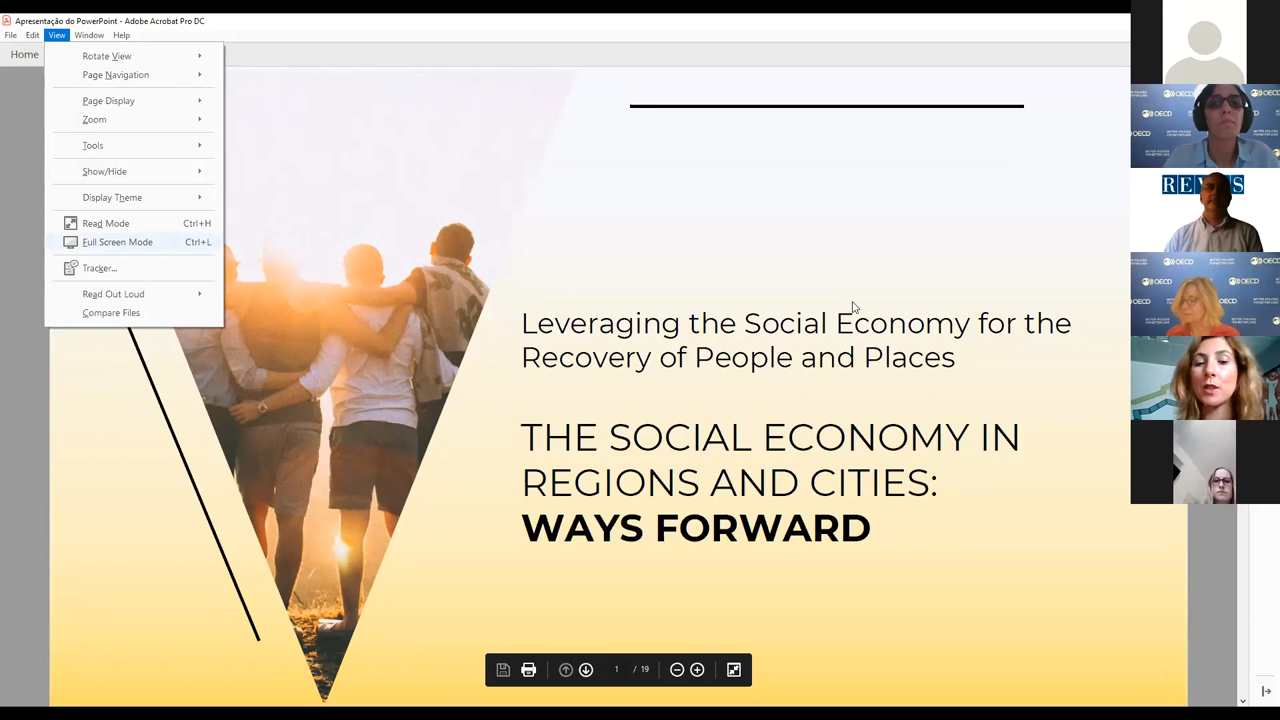 Apresentação do PowerPoint - Adobe Acrobat Pro DC
File Edit View Window Help
Home
Rotate View
Page Navigation
Page Display
Zoom
Tools
Show/Hide
Display Theme
Read Mode Ctrl+H
Full Screen Mode Ctrl+L
Tracker...
Read Out Loud
Compare Files
Leveraging the Social Economy for the
Recovery of People and Places
THE SOCIAL ECONOMY IN
REGIONS AND CITIES:
WAYS FORWARD
1 / 19
OECD
OECD
OECD
OECD